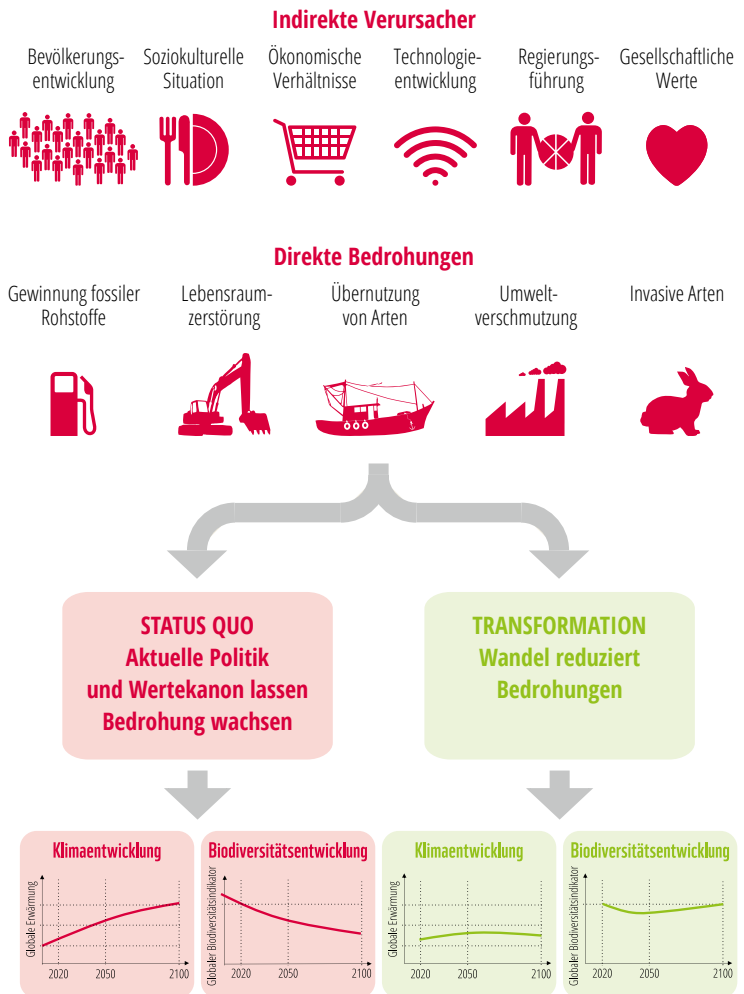 Indirekte Verursacher
Bevölkerungs-
entwicklung
Soziokulturelle
Situation
Ökonomische
Verhältnisse
Technologie-
entwicklung
Regierungs-
führung
Gesellschaftliche
Werte
Direkte Bedrohungen
Gewinnung fossiler
Rohstoffe
Lebensraum-
zerstörung
Übernutzung
von Arten
Umwelt-
verschmutzung
Invasive Arten
STATUS QUO
Aktuelle Politik
und Wertekanon lassen
Bedrohung wachsen
TRANSFORMATION
Wandel reduziert
Bedrohungen
Klimaentwicklung
Globale Erwärmung
2020 2050 2100
Biodiversitätsentwicklung
Globaler Biodiversitätsindikator
2020 2050 2100
Klimaentwicklung
Globale Erwärmung
2020 2050 2100
Biodiversitätsentwicklung
Globaler Biodiversitätsindikator
2020 2050 2100